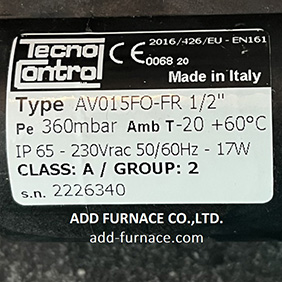 Tecno
Control
CE
2016/426/EU - EN161
0068 20
Made in Italy
Type AV015FO-FR 1/2"
Pe 360mbar Amb T-20 +60°C
IP 65 - 230Vrac 50/60Hz - 17W
CLASS: A / GROUP: 2
s.n. 2226340
ADD FURNACE CO.,LTD.
add-furnace.com